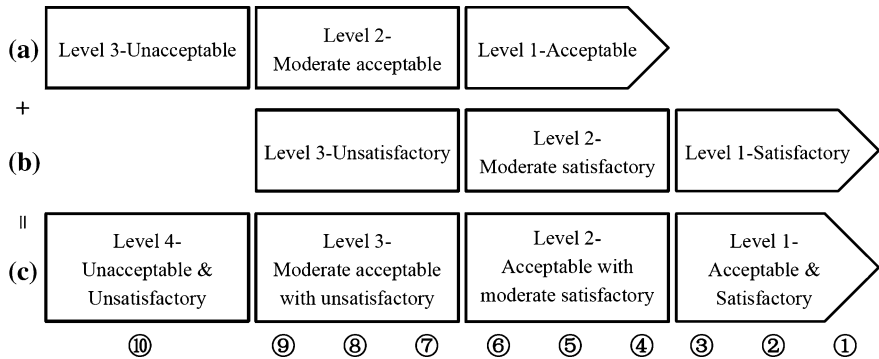 (a)
Level 3-Unacceptable
Level 2-
Moderate acceptable
Level 1-Acceptable
+
(b)
Level 3-Unsatisfactory
Level 2-
Moderate satisfactory
Level 1-Satisfactory
=
(c)
Level 4-
Unacceptable &
Unsatisfactory
Level 3-
Moderate acceptable
with unsatisfactory
Level 2-
Acceptable with
moderate satisfactory
Level 1-
Acceptable &
Satisfactory
⑩ ⑨ ⑧ ⑦ ⑥ ⑤ ④ ③ ② ①